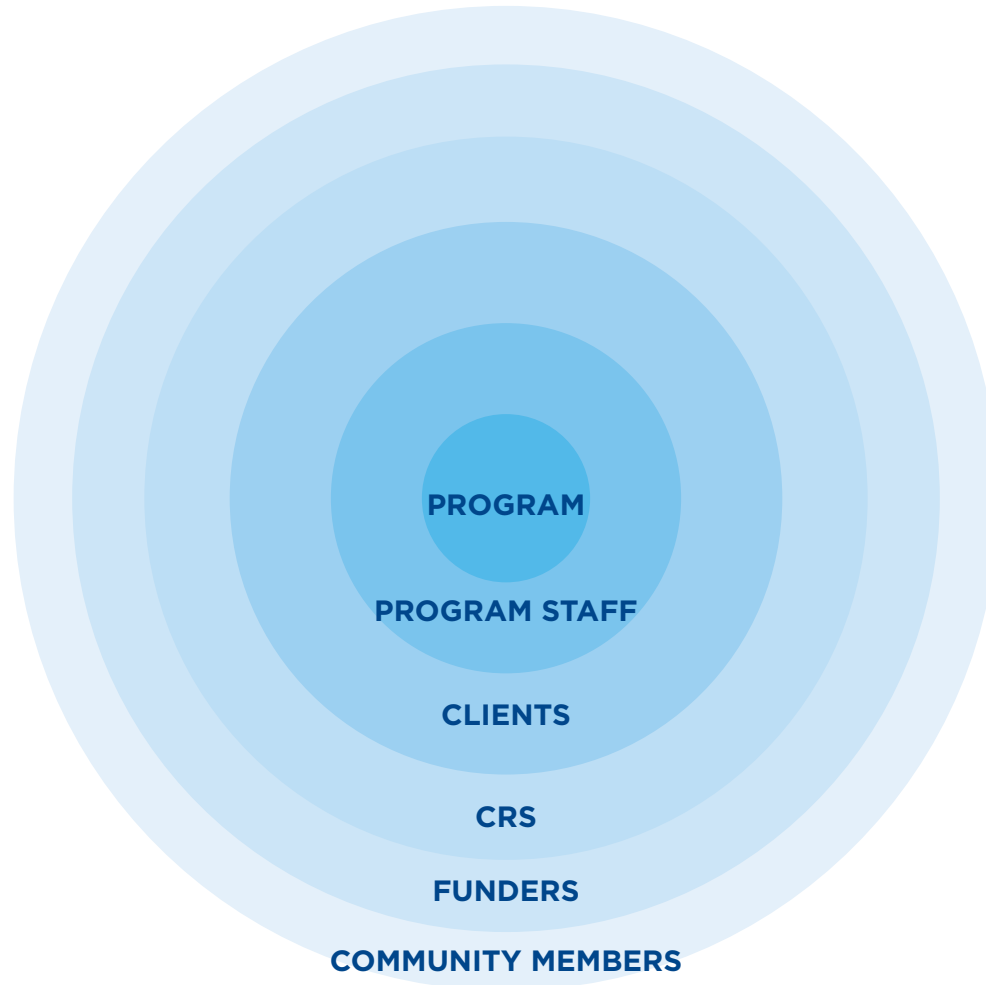 PROGRAM
PROGRAM STAFF
CLIENTS
CRS
FUNDERS
COMMUNITY MEMBERS